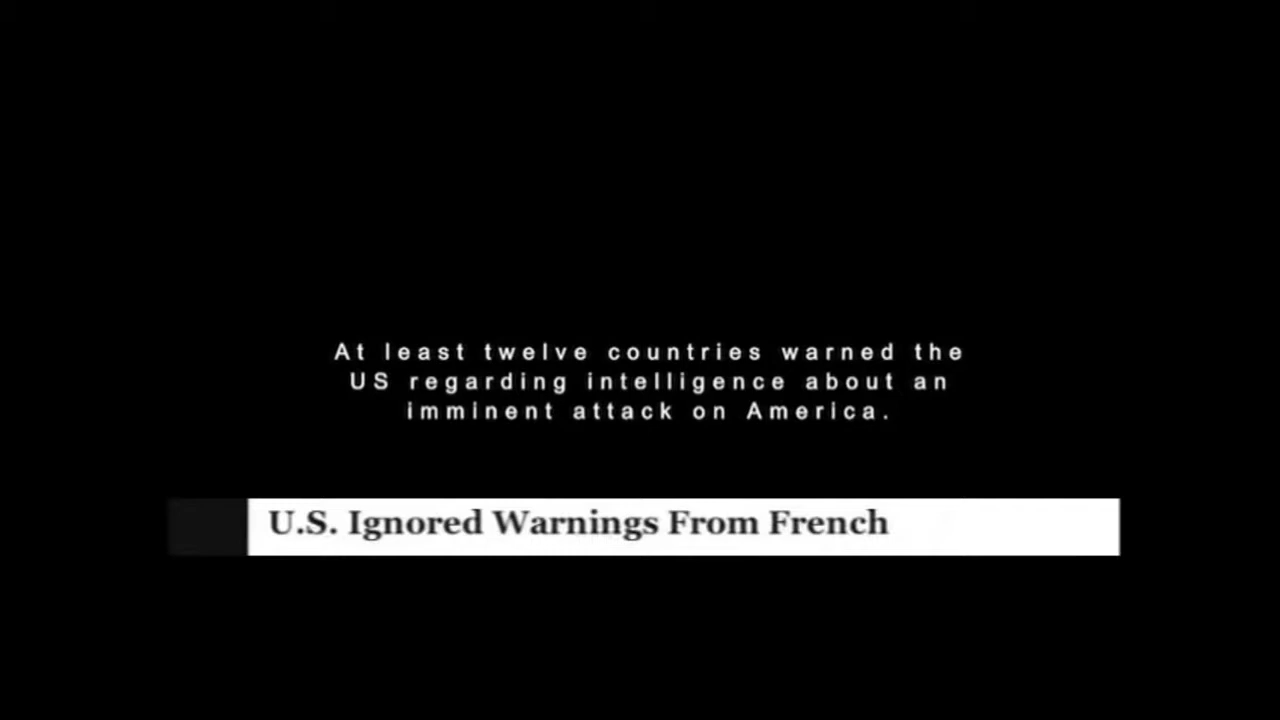 At least twelve countries warned the
US regarding intelligence about an
imminent attack on America.
U.S. Ignored Warnings From French